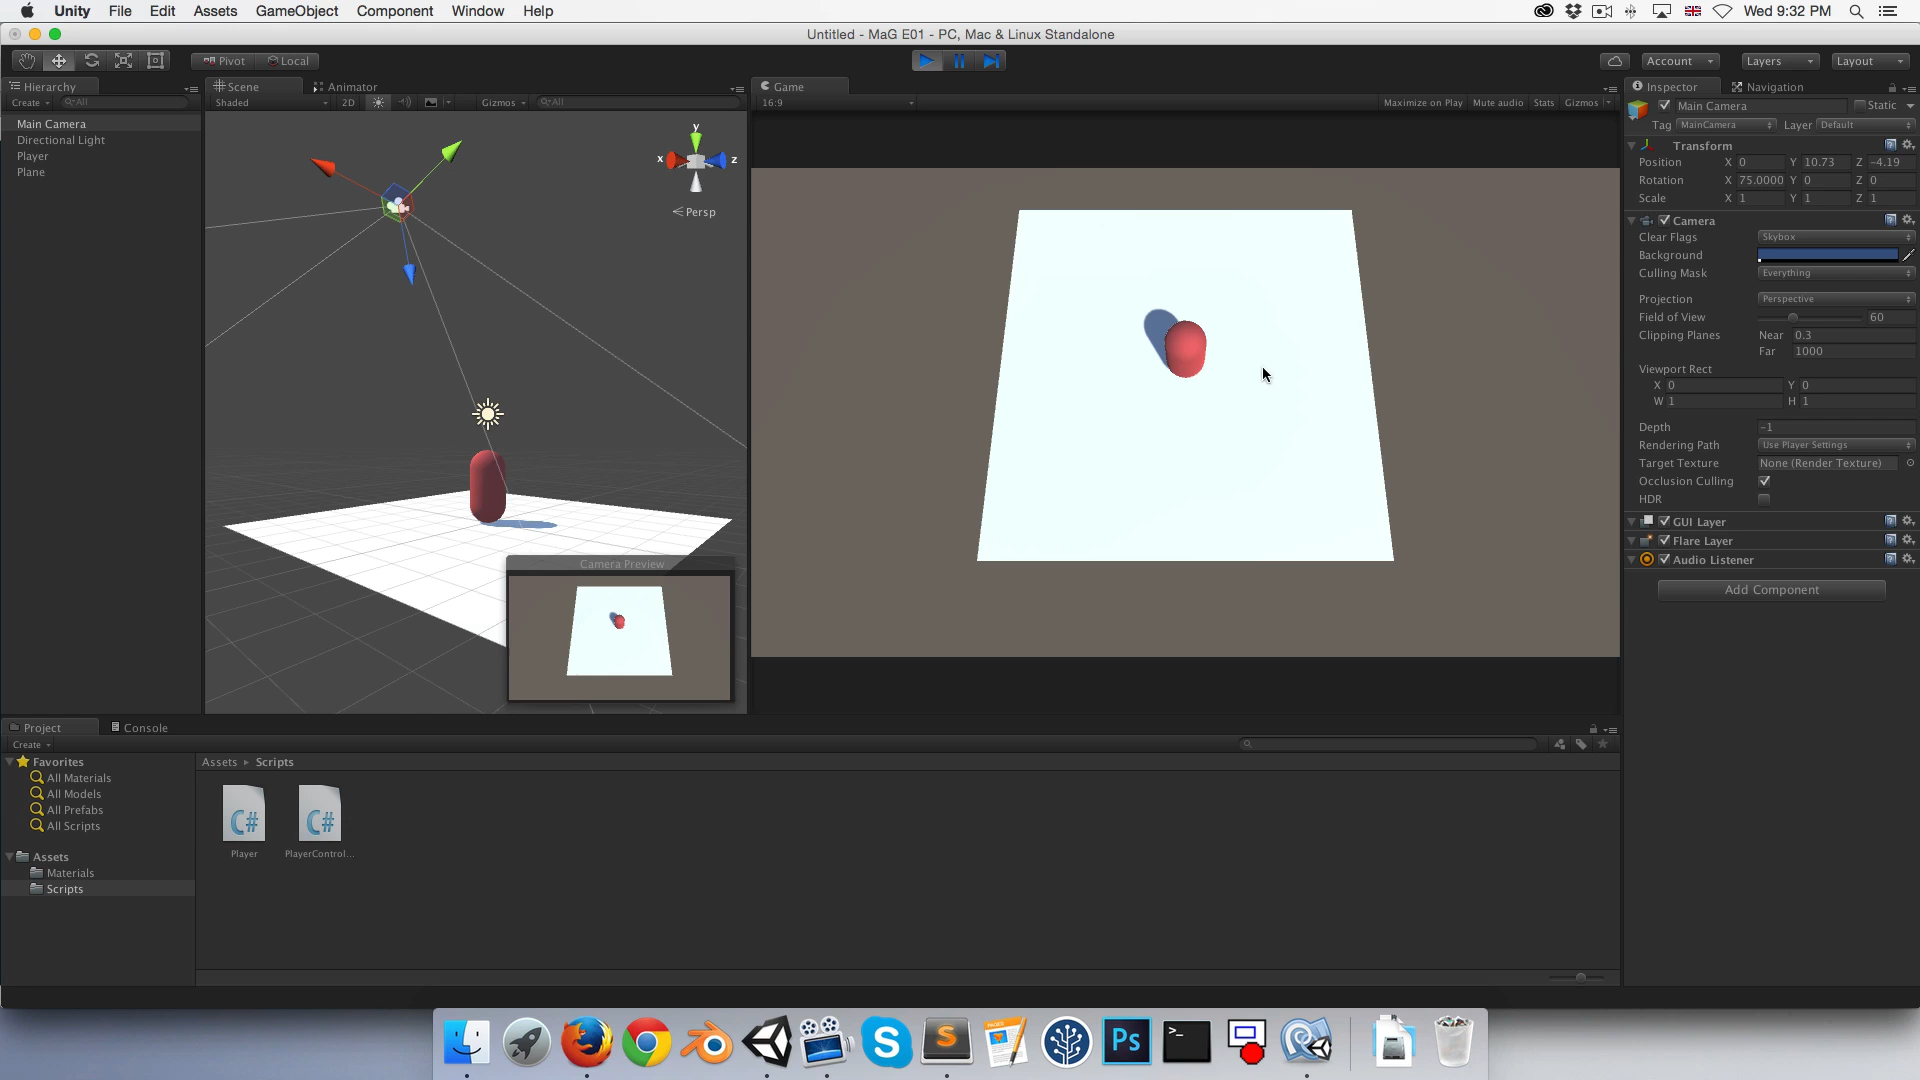 Unity File Edit Assets GameObject Component Window Help Wed 9:32 PM
Untitled - MaG E01 - PC, Mac & Linux Standalone
Pivot Local Account Layers Layout
Hierarchy Scene Animator Game Inspector Navigation
Create All Shaded 2D Gizmos All 16:9 Maximize on Play Mute audio Stats Gizmos
Main Camera Static
Tag MainCamera Layer Default
Main Camera
Directional Light
Player
Plane
y
x z
Persp
Transform
Position X 0 Y 10.73 Z -4.19
Rotation X 75.0000 Y 0 Z 0
Scale X 1 Y 1 Z 1
Camera
Clear Flags Skybox
Background
Culling Mask Everything
Projection Perspective
Field of View 60
Clipping Planes Near 0.3
Far 1000
Viewport Rect
X 0 Y 0
W 1 H 1
Depth -1
Rendering Path Use Player Settings
Target Texture None (Render Texture)
Occlusion Culling
HDR
GUI Layer
Flare Layer
Audio Listener
Add Component
Camera Preview
Project Console
Create
Favorites
All Materials
All Models
All Prefabs
All Scripts
Assets
Materials
Scripts
Assets Scripts
C# C#
Player PlayerControl...
S S PAGES Ps >_